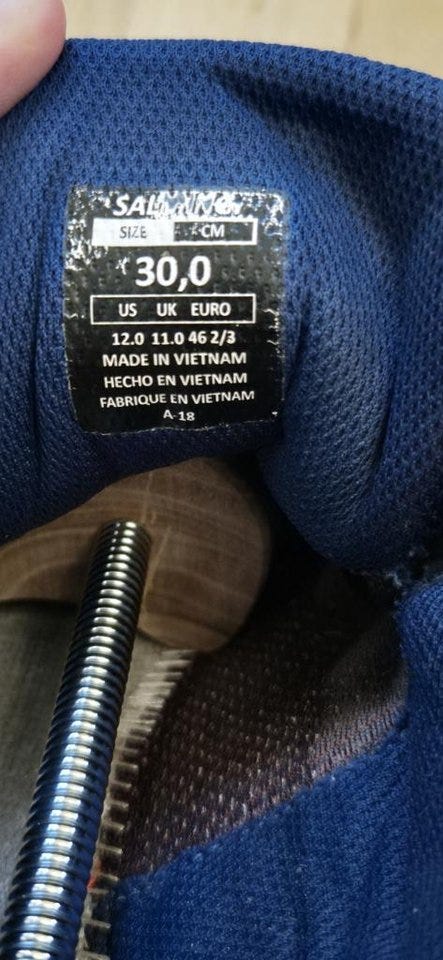 SALMING
SIZE CM
30,0
US UK EURO
12.0 11.0 46 2/3
MADE IN VIETNAM
HECHO EN VIETNAM
FABRIQUE EN VIETNAM
A-18